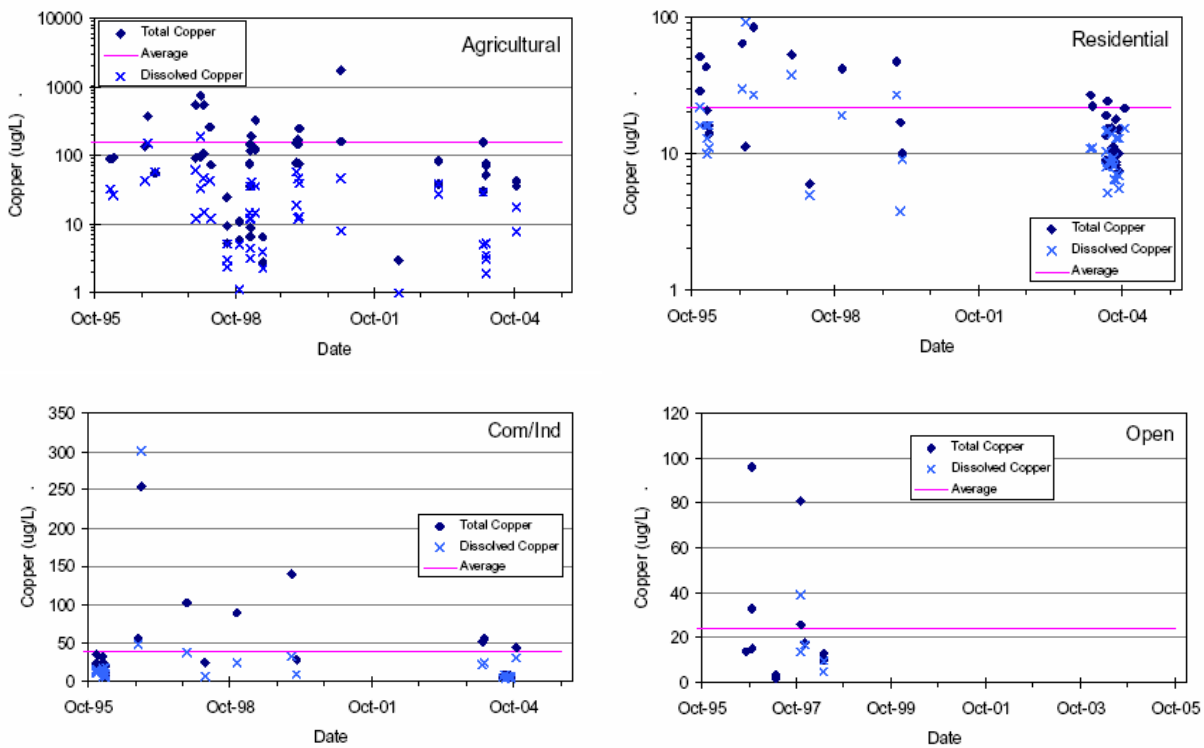 Agricultural
Total Copper
Average
Dissolved Copper
Copper (ug/L)
10000
1000
100
10
1
Oct-95
Oct-98
Oct-01
Oct-04
Date
Residential
Total Copper
Dissolved Copper
Average
Copper (ug/L)
100
10
1
Oct-95
Oct-98
Oct-01
Oct-04
Date
Com/Ind
Total Copper
Dissolved Copper
Average
Copper (ug/L)
350
300
250
200
150
100
50
0
Oct-95
Oct-98
Oct-01
Oct-04
Date
Open
Total Copper
Dissolved Copper
Average
Copper (ug/L)
120
100
80
60
40
20
0
Oct-95
Oct-97
Oct-99
Oct-01
Oct-03
Oct-05
Date